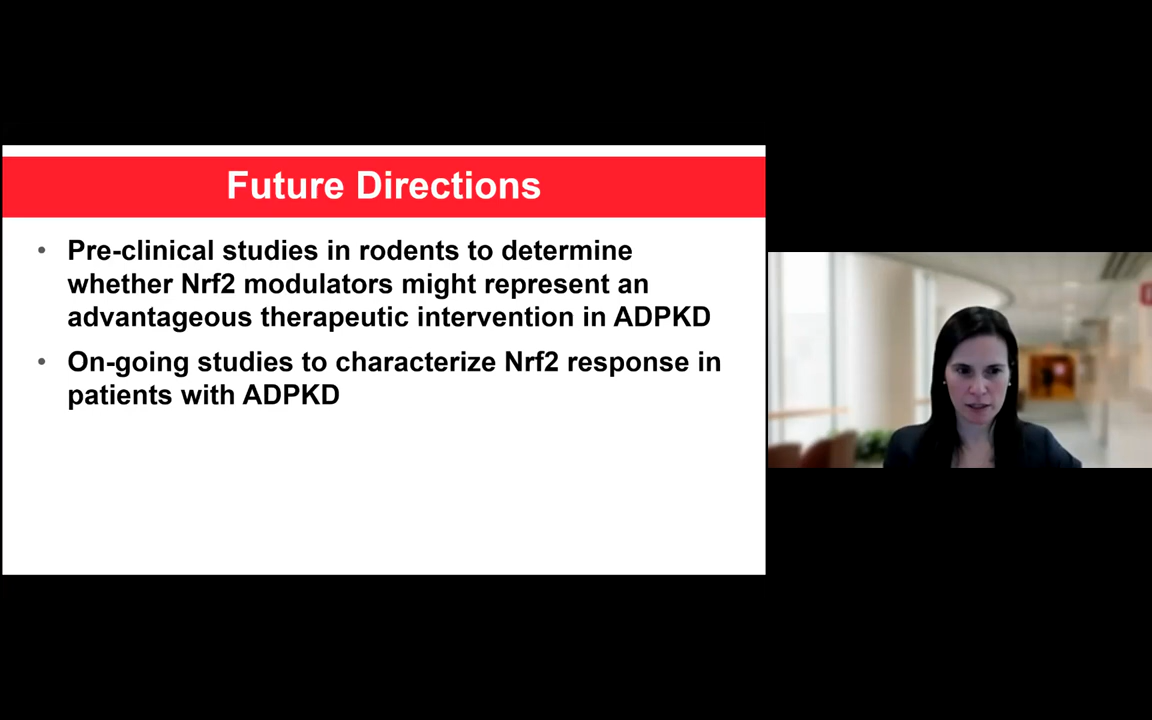 Future Directions
• Pre-clinical studies in rodents to determine
whether Nrf2 modulators might represent an
advantageous therapeutic intervention in ADPKD
• On-going studies to characterize Nrf2 response in
patients with ADPKD